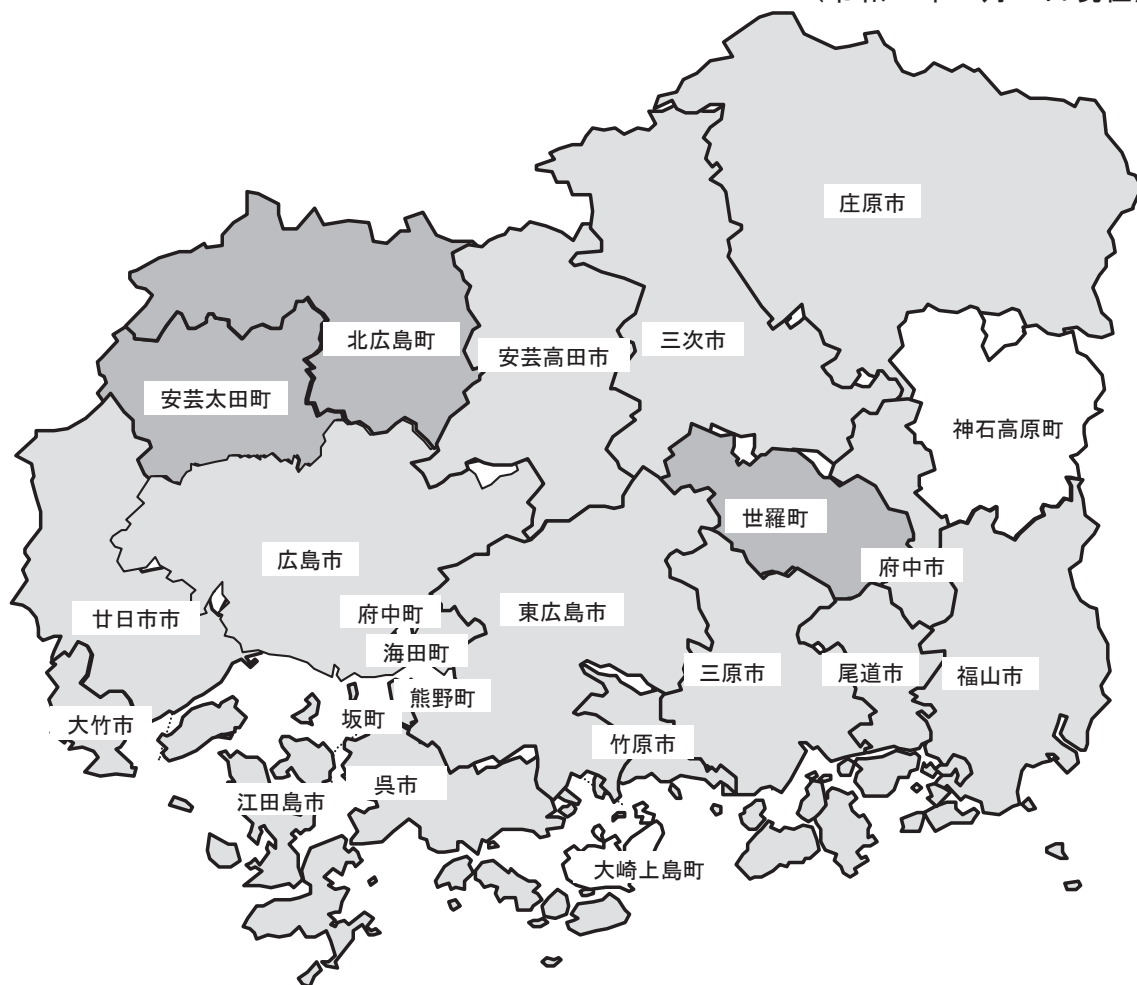 庄原市
北広島町
安芸高田市
三次市
安芸太田町
神石高原町
世羅町
広島市
府中市
府中町
東広島市
廿日市市
海田町
三原市
尾道市
福山市
熊野町
坂町
大竹市
竹原市
呉市
江田島市
大崎上島町